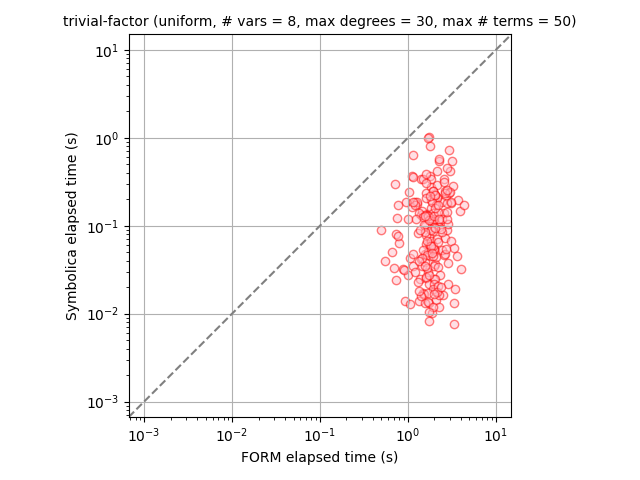 trivial-factor (uniform, # vars = 8, max degrees = 30, max # terms = 50)
10¹
10⁰
10⁻¹
10⁻²
10⁻³
Symbolica elapsed time (s)
10⁻³ 10⁻² 10⁻¹ 10⁰ 10¹
FORM elapsed time (s)